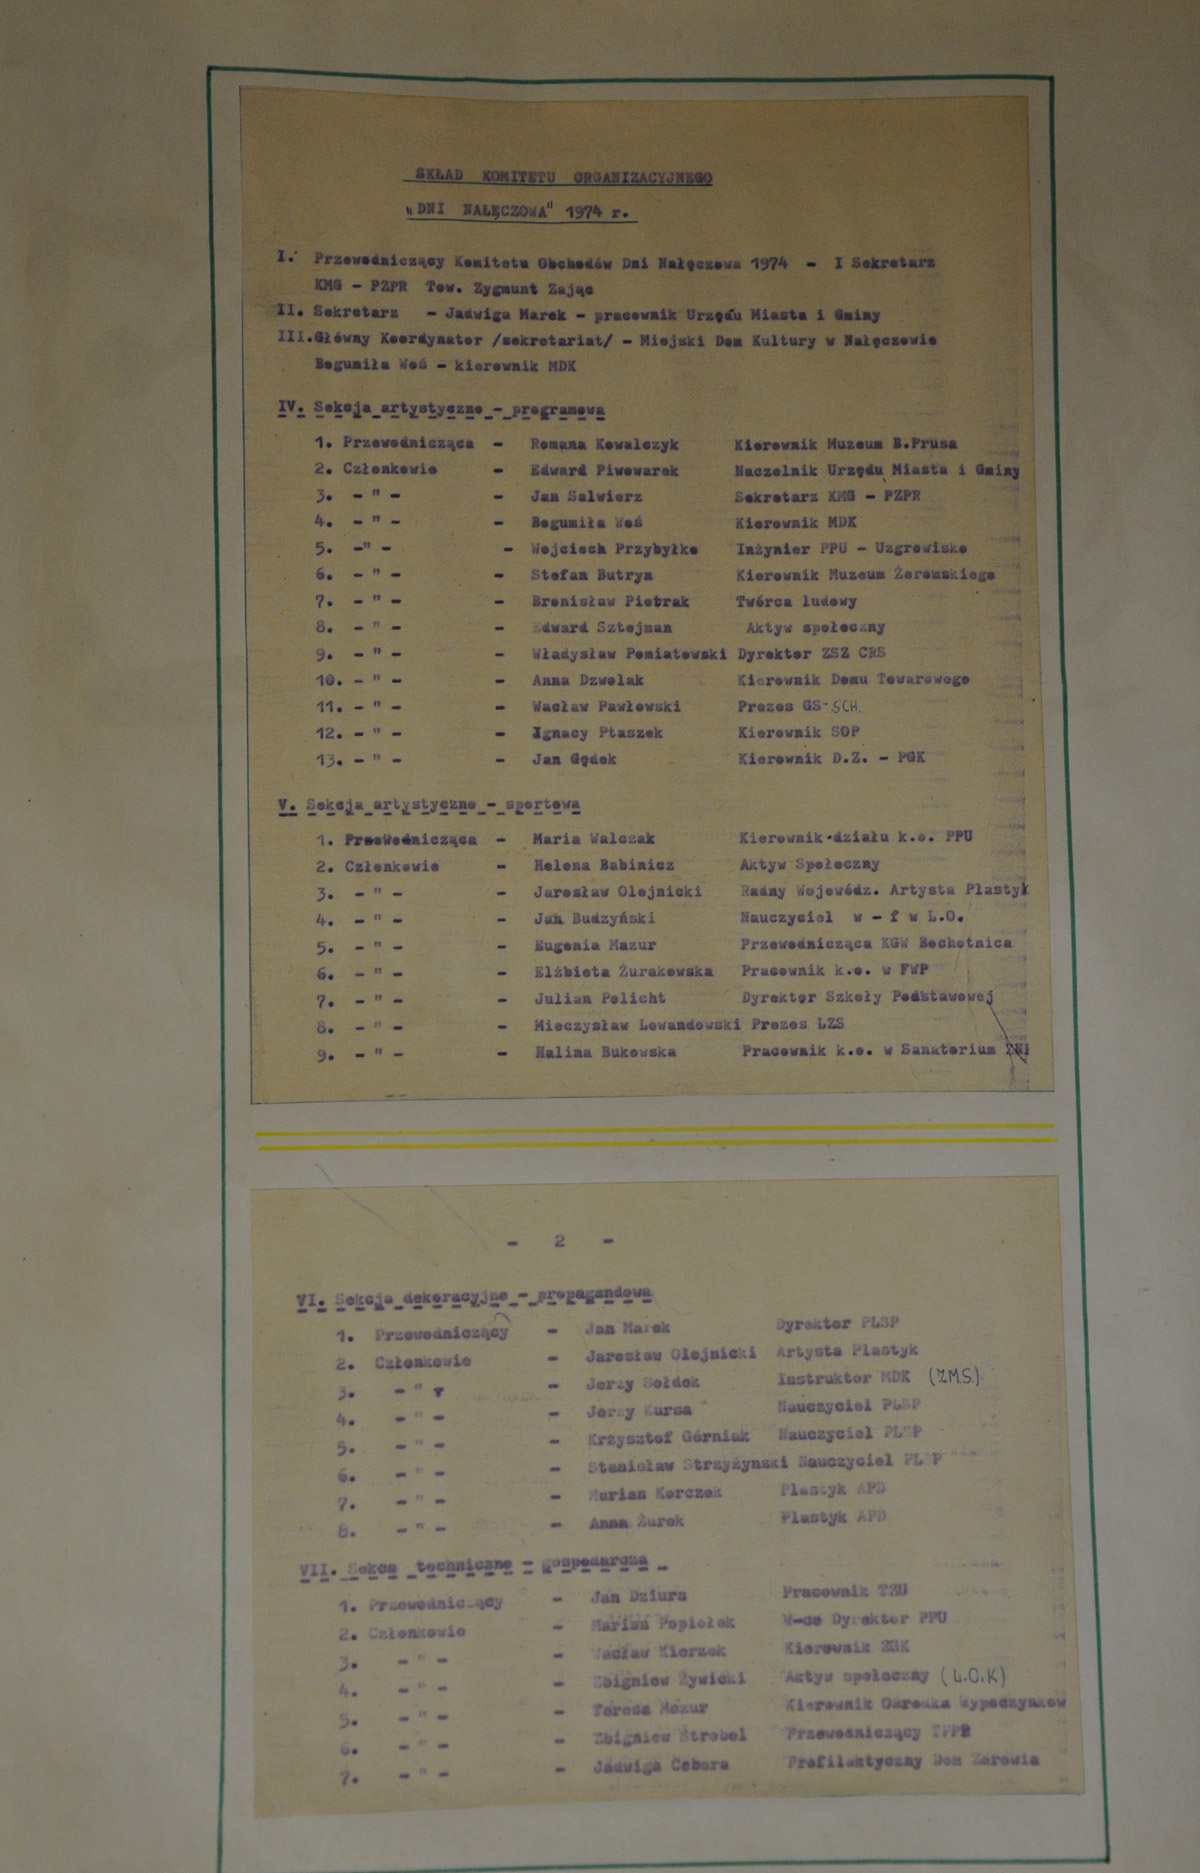 SKŁAD KOMITETU ORGANIZACYJNEGO
"DNI NAŁĘCZOWA" 1974 r.
I. Przewodniczący Komitetu Obchodów Dni Nałęczowa 1974 - I Sekretarz
KMG - PZPR Tow. Zygmunt Zając
II. Sekretarz - Jadwiga Marek - pracownik Urzędu Miasta i Gminy
III. Główny Koordynator /sekretariat/ - Miejski Dom Kultury w Nałęczowie
Bogumiła Woś - kierownik MDK
IV. Sekcja artystyczno - programowa
1. Przewodnicząca - Romana Kowalczyk Kierownik Muzeum B.Prusa
2. Członkowie - Edward Piwowarek Naczelnik Urzędu Miasta i Gminy
3. - " - - Jan Salwierz Sekretarz KMG - PZPR
4. - " - - Bogumiła Woś Kierownik MDK
5. -" - - Wojciech Przybyłko Inżynier PPU - Uzgrowisko
6. - " - - Stefan Butryn Kierownik Muzeum Żeromskiego
7. - " - - Bronisław Pietrak Twórca ludowy
8. - " - - Edward Sztejman Aktyw społeczny
9. - " - - Władysław Poniatowski Dyrektor ZSZ CRS
10. - " - - Anna Dzwolak Kierownik Domu Towarowego
11. - " - - Wacław Pawłowski Prezes GS-SCH.
12. - " - - Ignacy Ptaszek Kierownik SOP
13. - " - - Jan Gędek Kierownik D.Z. - PGK
V. Sekcja artystyczno - sportowa
1. Przewodnicząca - Maria Walczak Kierownik działu k.o. PPU
2. Członkowie - Helena Babinicz Aktyw Społeczny
3. - " - - Jarosław Olejnicki Radny Wojewódz. Artysta Plastyk
4. - " - - Jan Budzyński Nauczyciel w - f w L.O.
5. - " - - Eugenia Mazur Przewodnicząca KGW Bochotnica
6. - " - - Elżbieta Żurakowska Pracownik k.o. w FWP
7. - " - - Julian Policht Dyrektor Szkoły Podstawowej
8. - " - - Mieczysław Lewandowski Prezes LZS
9. - " - - Halina Bukowska Pracownik k.o. w Sanatorium
- 2 -
VI. Sekcja dekoracyjno - propagandowa
1. Przewodniczący - Jan Marek Dyrektor PLSP
2. Członkowie - Jarosław Olejnicki Artysta Plastyk
3. - " - - Jerzy Sołdek Instruktor MDK (Z.M.S.)
4. - " - - Jerzy Kursa Nauczyciel PLSP
5. - " - - Krzysztof Górniak Nauczyciel PLSP
6. - " - - Stanisław Strzyżynski Nauczyciel PLSP
7. - " - - Marian Korczek Plastyk APD
8. - " - - Anna Żurek Plastyk APD
VII. Sekca techniczno - gospodarcza
1. Przewodniczący - Jan Dziura Pracownik TZU
2. Członkowie - Marian Popiołek W-ce Dyrektor PPU
3. - " - - Wacław Kierzek Kierownik ZGK
4. - " - - Zbigniew Żywicki Aktyw społeczny (L.O.K)
5. - " - - Teresa Mazur Kierownik Ośrodka Wypoczynkow
6. - " - - Zbigniew Strobel Przewodniczący TPPR
7. - " - - Jadwiga Cobora Profilaktyczny Dom Zdrowia